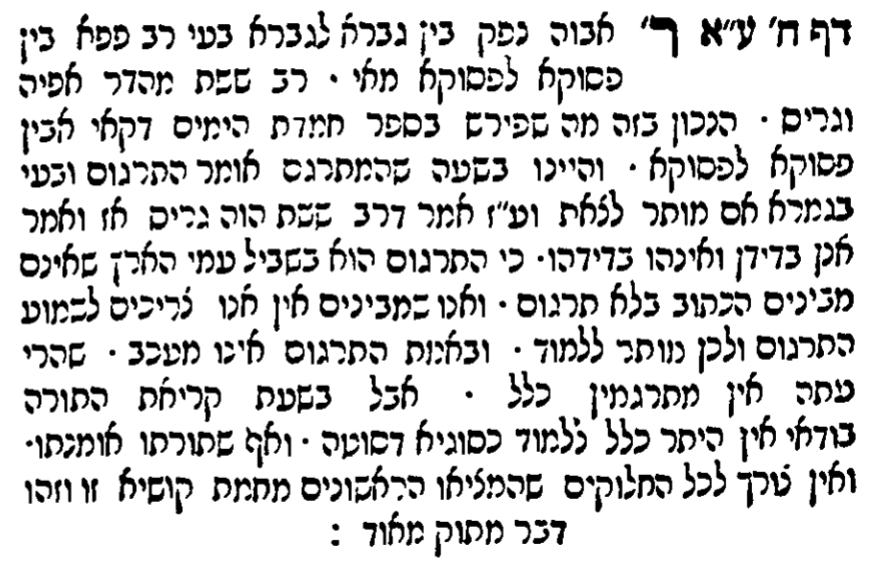 דף ח' ע"א ר' אבוה נפק בין גברא לגברא בעי רב פפא בין
פסוקא לפסוקא מאי · רב ששת מהדר אפיה
וגריס · הנכון בזה מה שפירש בספר חמדת הימים דקאי אבין
פסוקא לפסוקא · והיינו בשעה שהמתרגם אומר התרגום ובעי
בגמרא אם מותר לצאת וע"ז אמר דרב ששת הוה גריס אז ואמר
אנן בדידן ואינהו בדידהו · כי התרגום הוא בשביל עמי הארץ שאינם
מבינים הכתוב בלא תרגום · ואנו שמבינים אין אנו צריכים לשמוע
התרגום ולכן מותר ללמוד · ובאמת התרגום אינו מעכב · שהרי
עתה אין מתרגמין כלל · אבל בשעת קריאת התורה
בודאי אין היתר כלל ללמוד כסוגיא דסוטה · ואף שתורתו אומנתו ·
ואין צורך לכל החלוקים שהמציאו הראשונים מחמת קושיא זו וזהו
דבר מתוק מאוד :